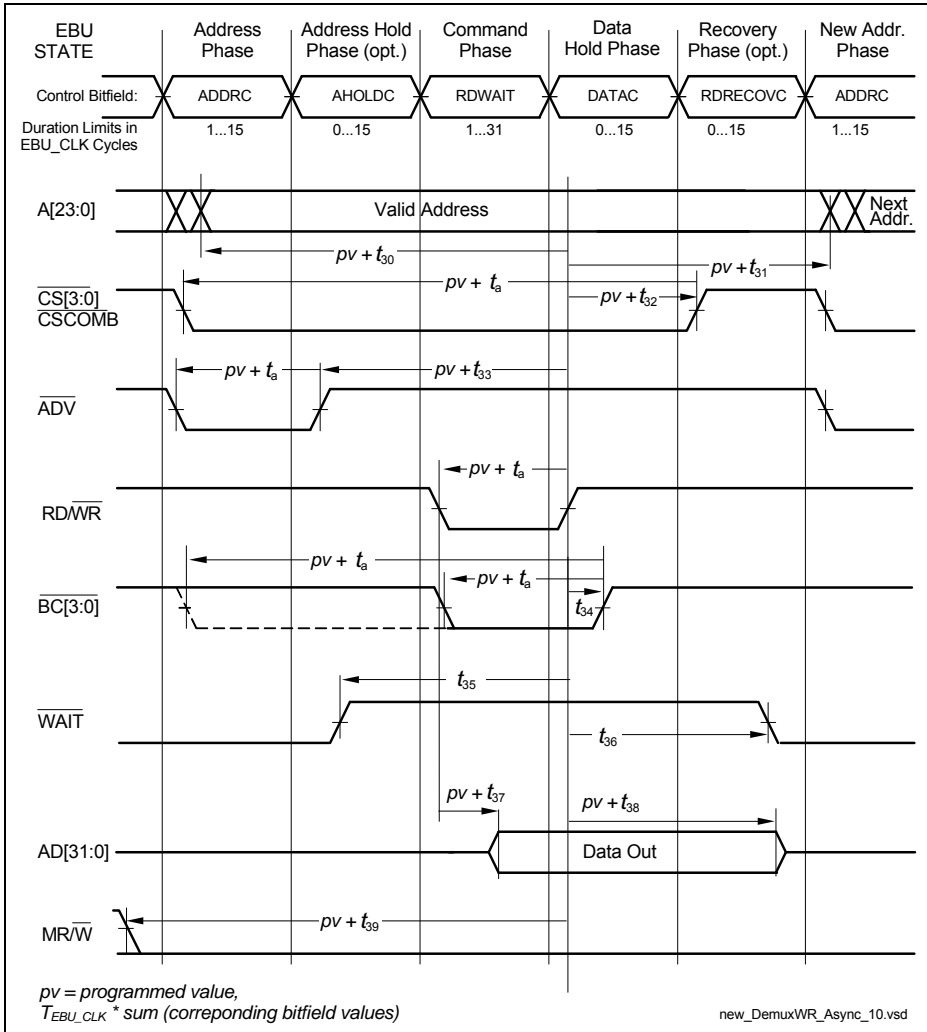 EBU STATE
Address Phase
Address Hold Phase (opt.)
Command Phase
Data Hold Phase
Recovery Phase (opt.)
New Addr. Phase
Control Bitfield: ADDRC AHOLDC RDWAIT DATAC RDRECOVC ADDRC
Duration Limits in EBU_CLK Cycles 1...15 0...15 1...31 0...15 0...15 1...15
A[23:0] Valid Address Next Addr.
pv + t30
pv + t31
pv + ta
CS[3:0]
CSCOMB
pv + t32
pv + ta
pv + t33
ADV
pv + ta
RD/WR
pv + ta
pv + ta
BC[3:0]
t34
t35
WAIT
t36
pv + t37
pv + t38
AD[31:0] Data Out
MR/W
pv + t39
pv = programmed value,
TEBU_CLK * sum (correponding bitfield values)
new_DemuxWR_Async_10.vsd